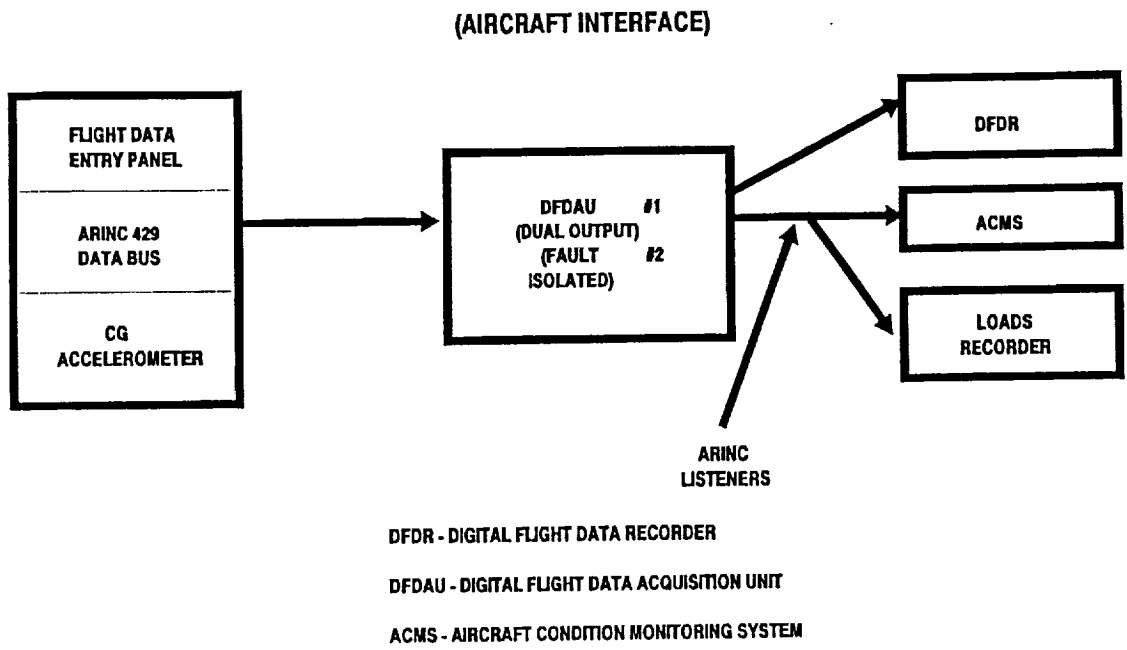 (AIRCRAFT INTERFACE)
FLIGHT DATA
ENTRY PANEL
ARINC 429
DATA BUS
CG
ACCELEROMETER
DFDAU #1
(DUAL OUTPUT)
(FAULT #2
ISOLATED)
DFDR
ACMS
LOADS
RECORDER
ARINC
LISTENERS
DFDR - DIGITAL FLIGHT DATA RECORDER
DFDAU - DIGITAL FLIGHT DATA ACQUISITION UNIT
ACMS - AIRCRAFT CONDITION MONITORING SYSTEM